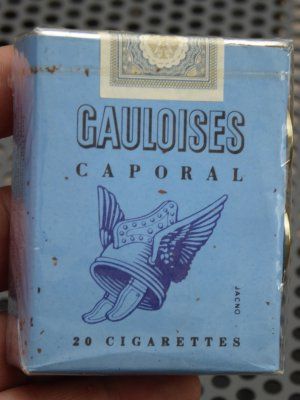 GAULOISES
CAPORAL
JACNO
20 CIGARETTES